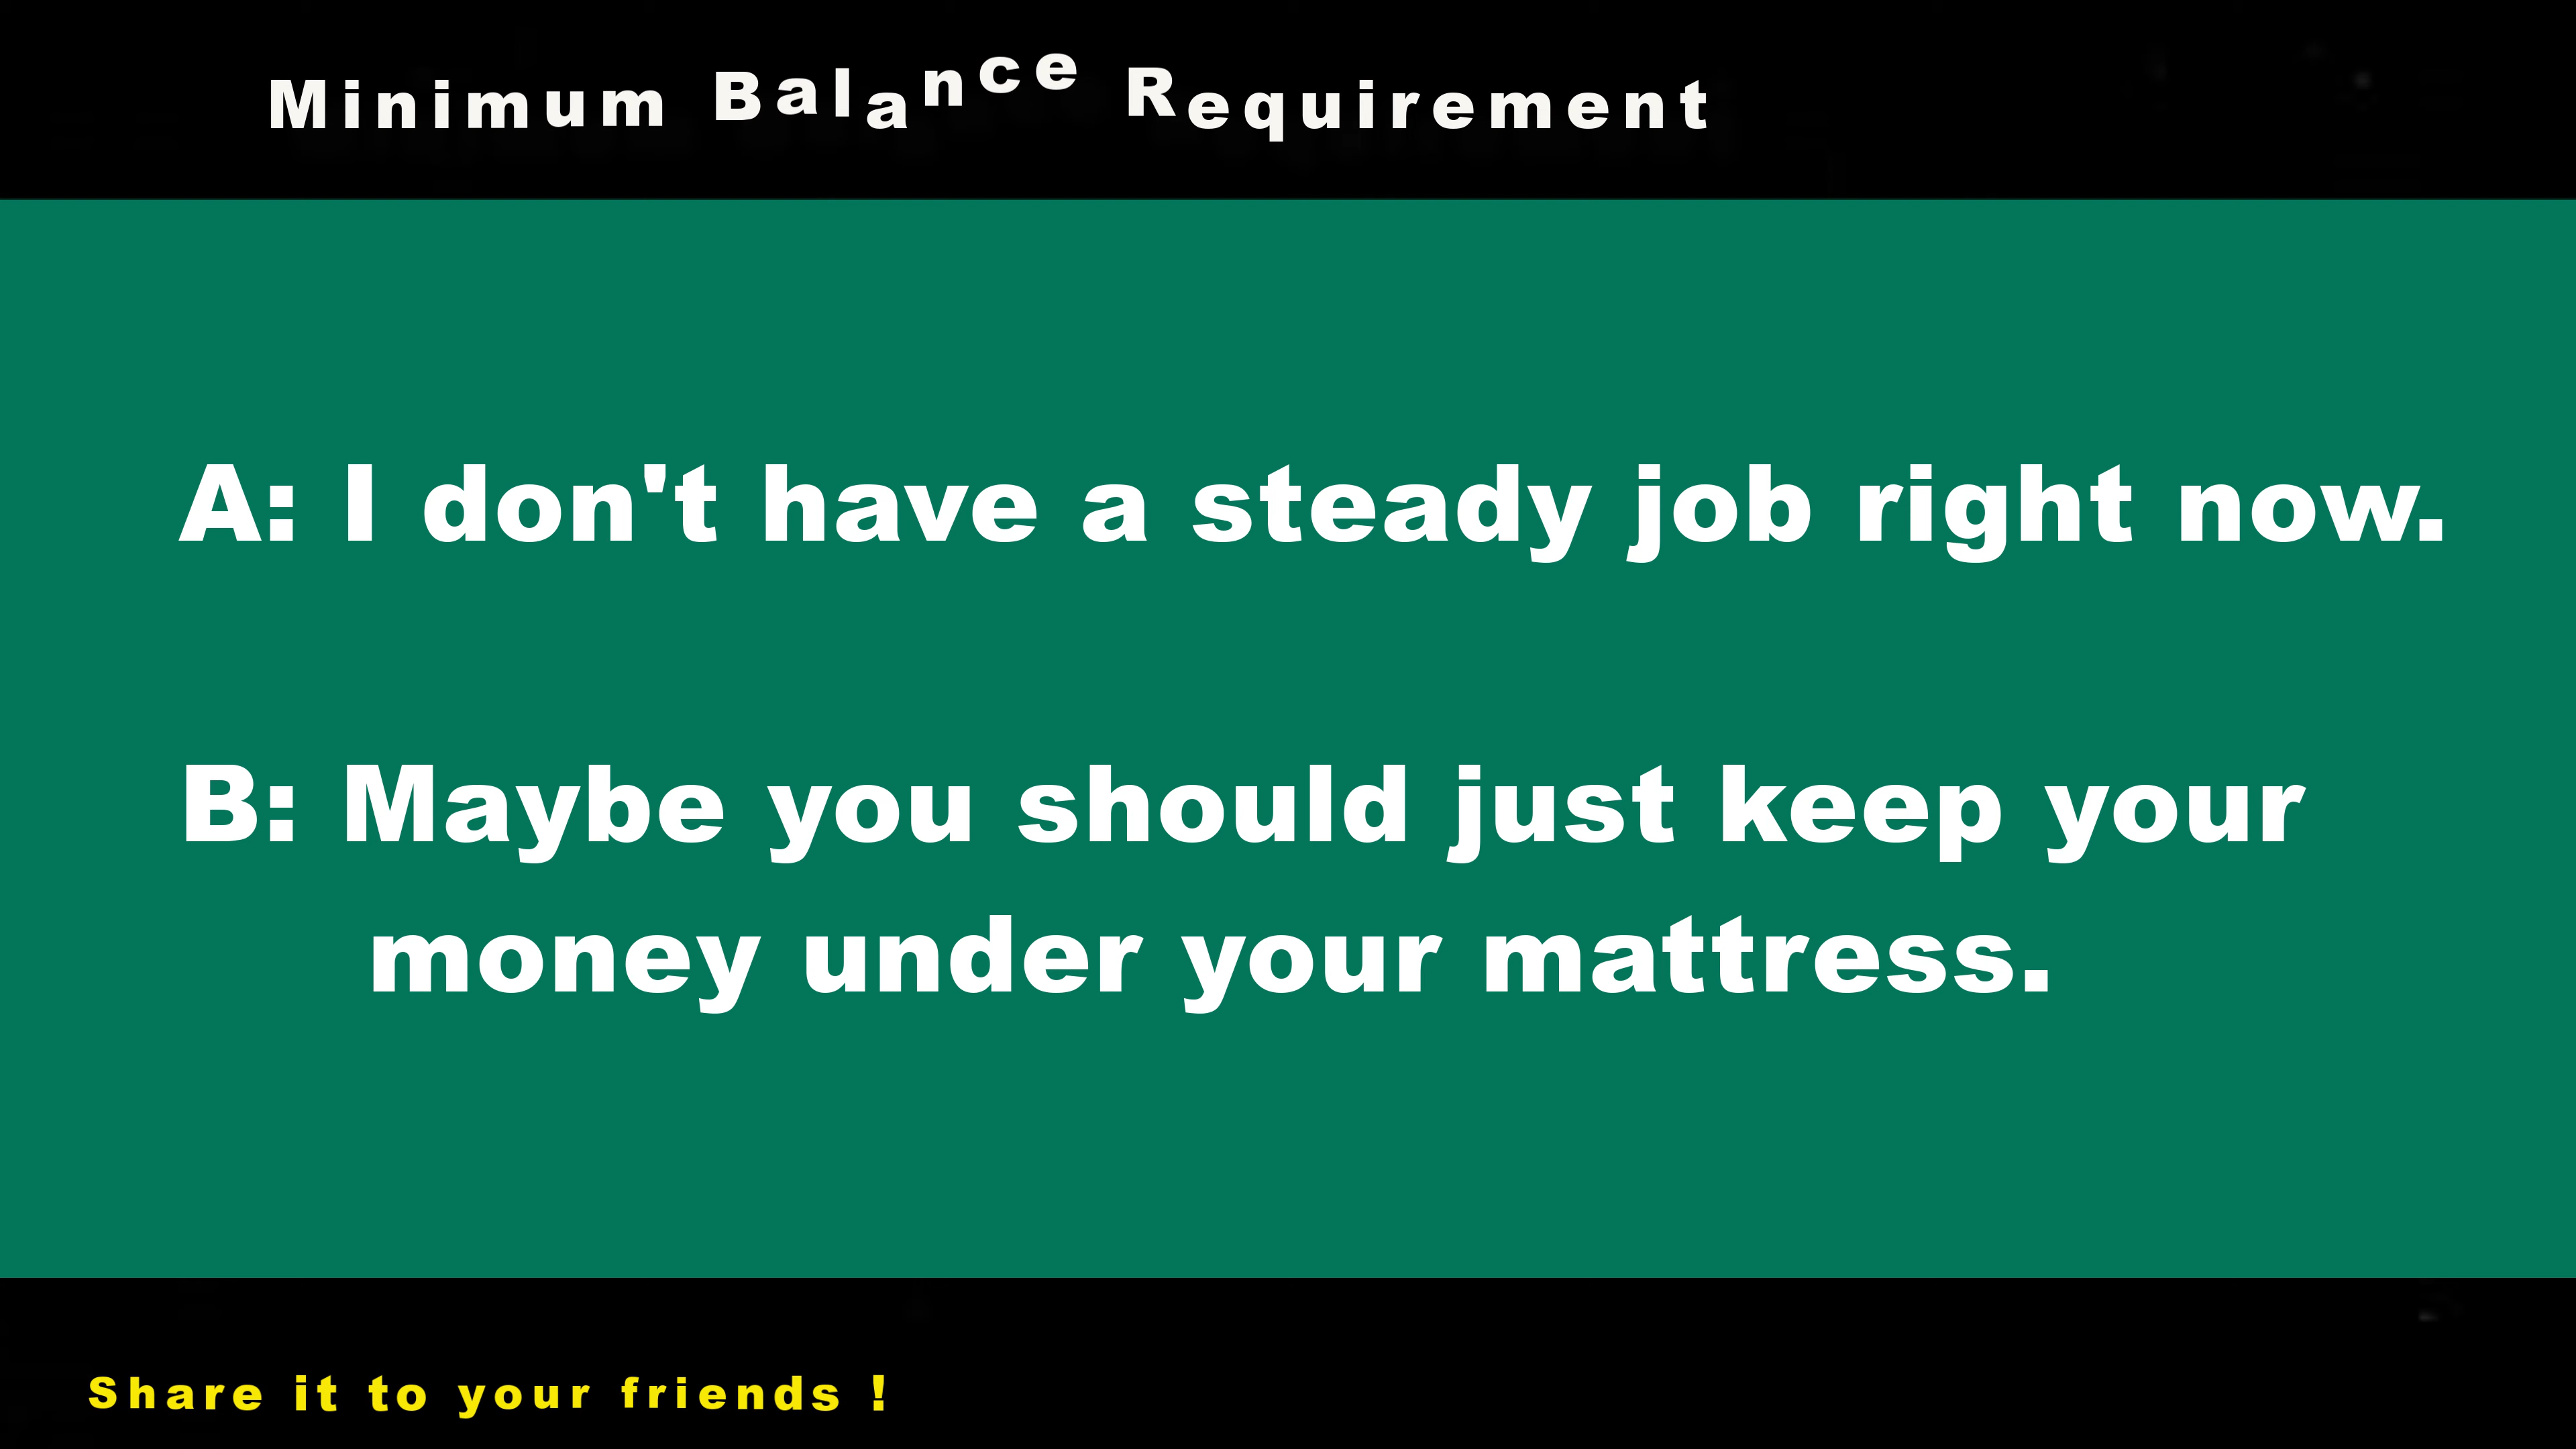 Minimum Balance Requirement
A: I don't have a steady job right now.
B: Maybe you should just keep your
money under your mattress.
Share it to your friends !